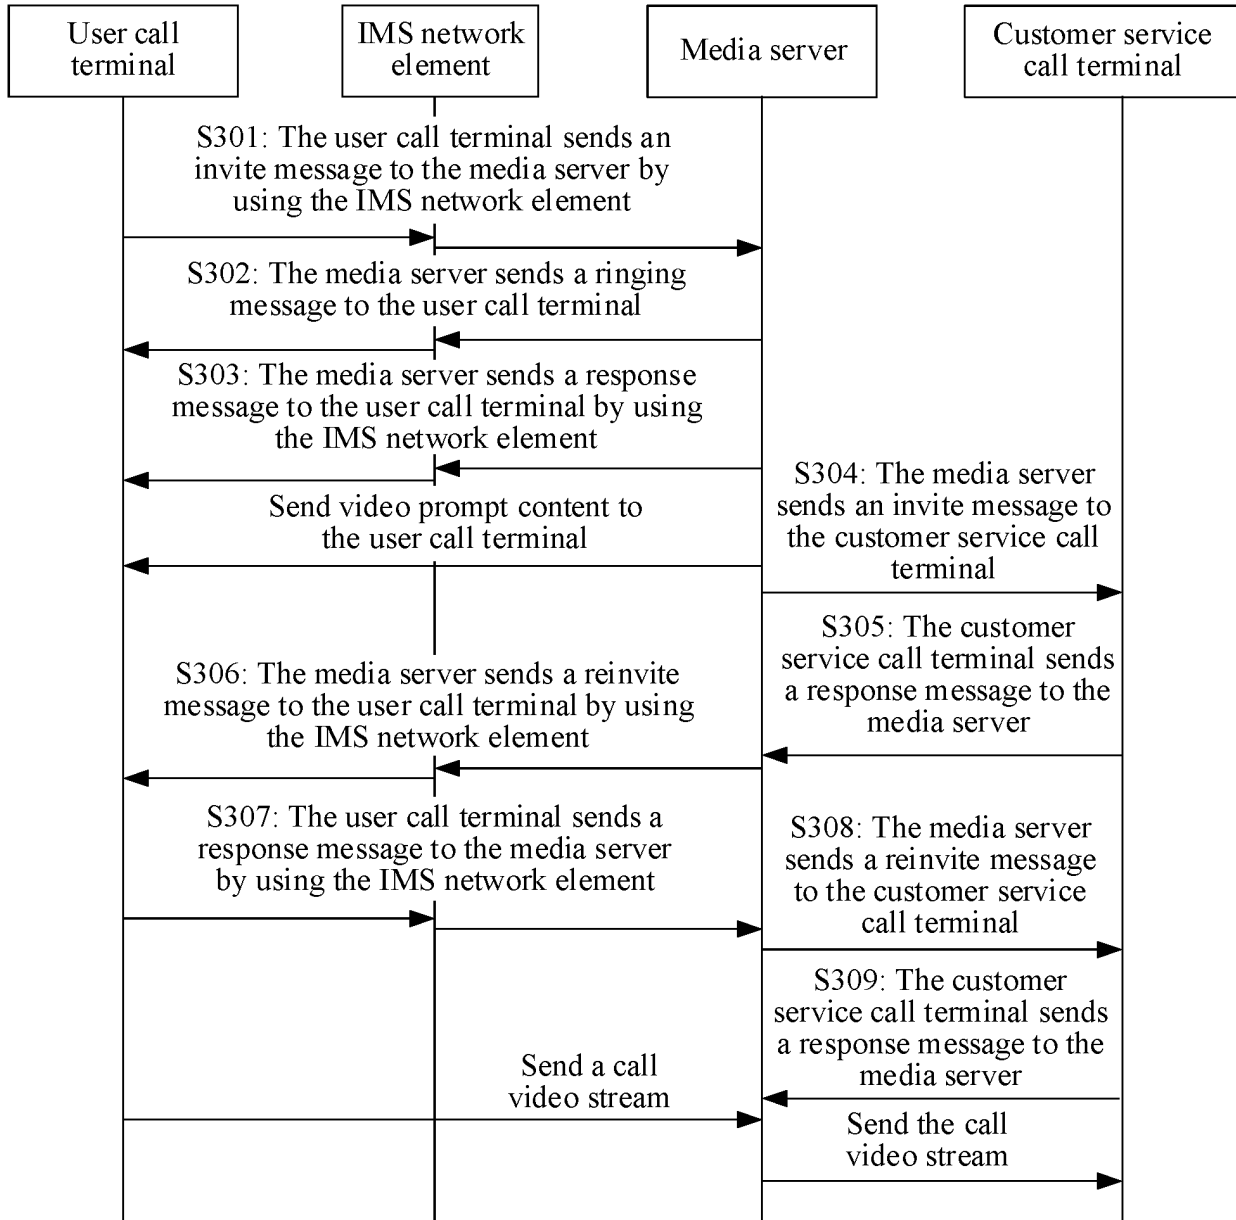 User call
terminal
IMS network
element
Media server
Customer service
call terminal
S301: The user call terminal sends an
invite message to the media server by
using the IMS network element
S302: The media server sends a ringing
message to the user call terminal
S303: The media server sends a response
message to the user call terminal by using
the IMS network element
Send video prompt content to
the user call terminal
S304: The media server
sends an invite message to
the customer service call
terminal
S305: The customer
service call terminal sends
a response message to the
media server
S306: The media server sends a reinvite
message to the user call terminal by using
the IMS network element
S307: The user call terminal sends a
response message to the media server
by using the IMS network element
S308: The media server
sends a reinvite message
to the customer service
call terminal
S309: The customer
service call terminal sends
a response message to the
media server
Send a call
video stream
Send the call
video stream